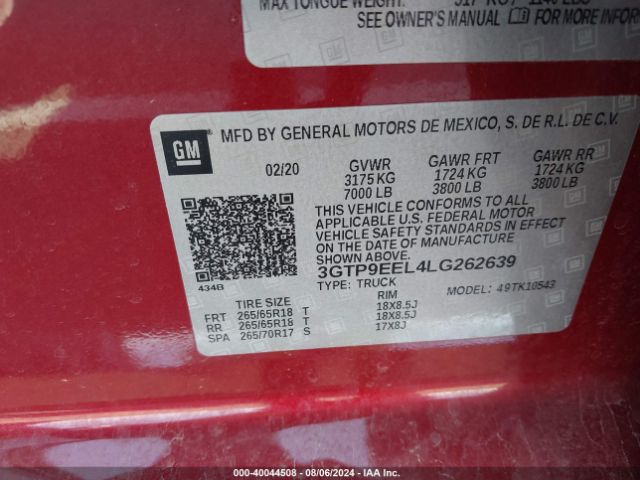 MAX TONGUE WEIGHT:
SEE OWNER'S MANUAL FOR MORE INFOR
GM
MFD BY GENERAL MOTORS DE MEXICO, S. DE R.L. DE C.V.
02/20 GVWR GAWR FRT GAWR RR
3175 KG 1724 KG 1724 KG
7000 LB 3800 LB 3800 LB
THIS VEHICLE CONFORMS TO ALL
APPLICABLE U.S. FEDERAL MOTOR
VEHICLE SAFETY STANDARDS IN EFFECT
ON THE DATE OF MANUFACTURE
SHOWN ABOVE.
3GTP9EEL4LG262639
434B TYPE: TRUCK MODEL: 49TK10543
TIRE SIZE RIM
FRT 265/65R18 T 18X8.5J
RR 265/65R18 T 18X8.5J
SPA 265/70R17 S 17X8J
000-40044508 - 08/06/2024 - IAA Inc.